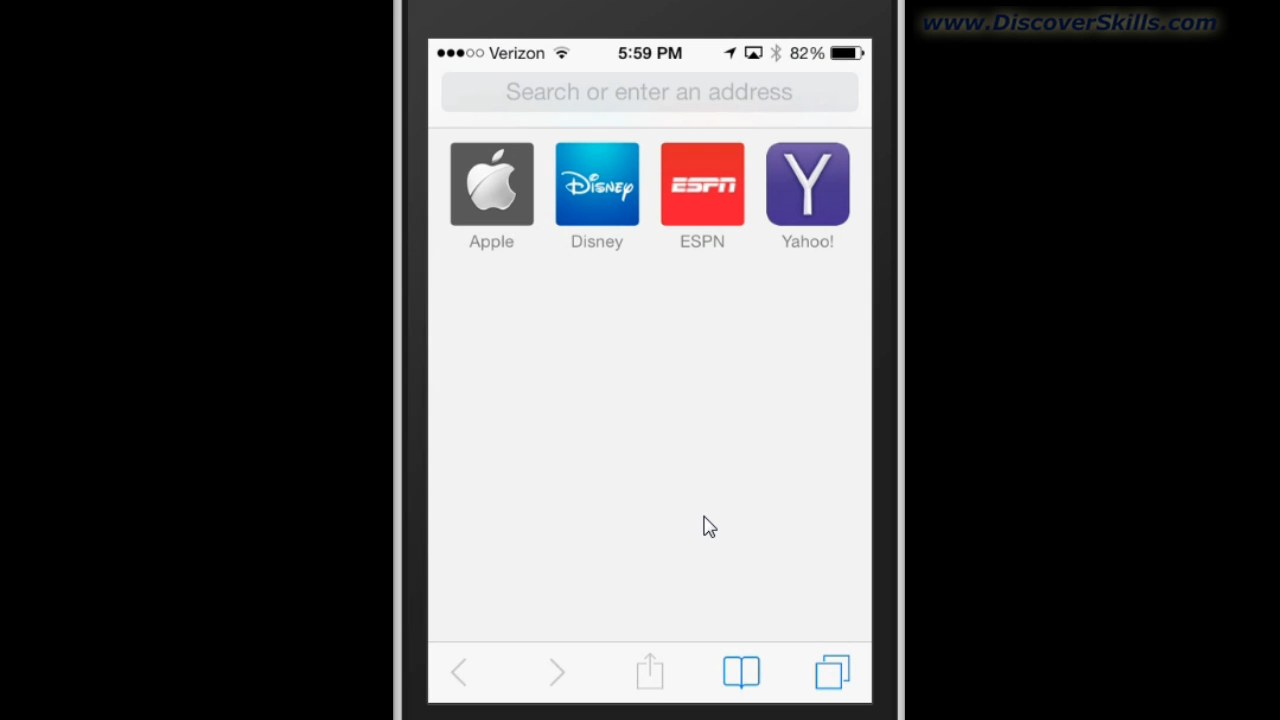 www.DiscoverSkills.com
Verizon 5:59 PM 82%
Search or enter an address
Disney ESPN Y
Apple Disney ESPN Yahoo!